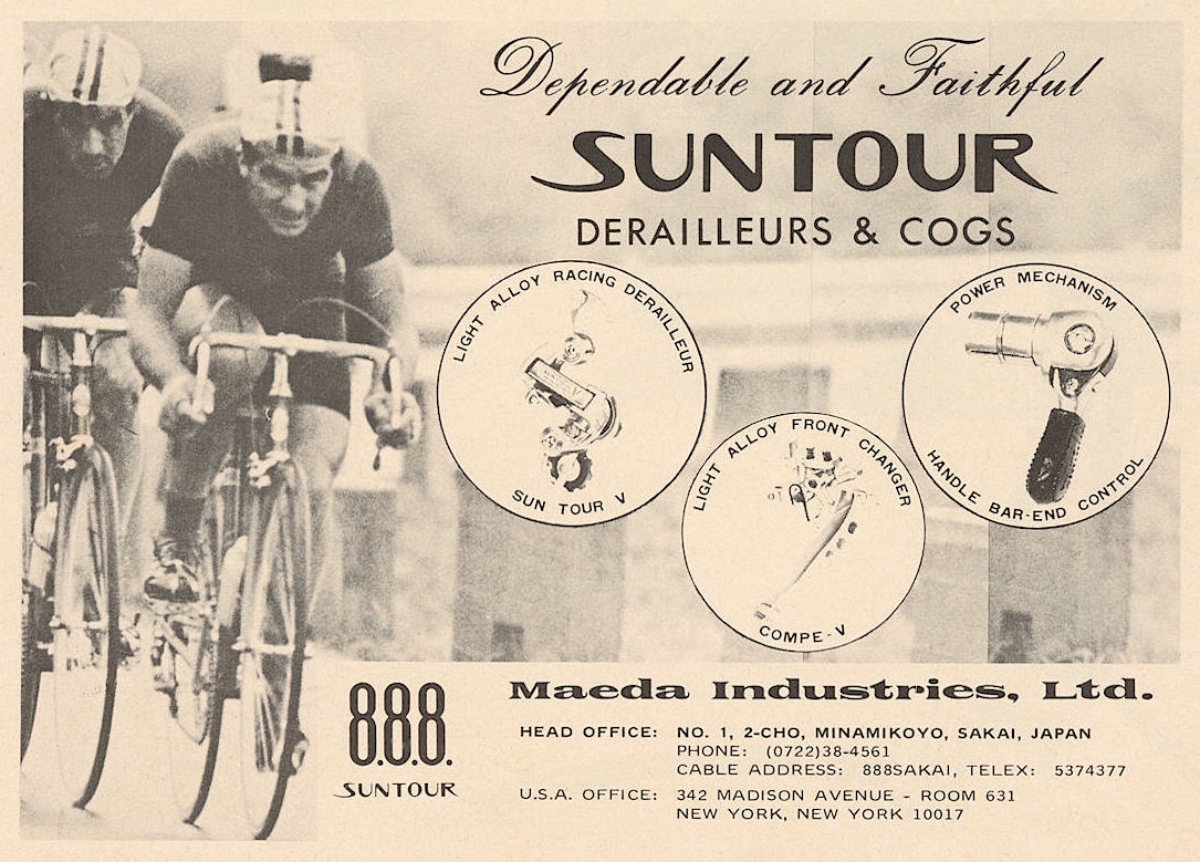 Dependable and Faithful
SUNTOUR
DERAILLEURS & COGS
LIGHT ALLOY RACING DERAILLEUR
SUN TOUR V
LIGHT ALLOY FRONT CHANGER
COMPE-V
POWER MECHANISM
HANDLE BAR-END CONTROL
8.8.8.
SUNTOUR
Maeda Industries, Ltd.
HEAD OFFICE: NO. 1, 2-CHO, MINAMIKOYO, SAKAI, JAPAN
PHONE: (0722)38-4561
CABLE ADDRESS: 888SAKAI, TELEX: 5374377
U.S.A. OFFICE: 342 MADISON AVENUE - ROOM 631
NEW YORK, NEW YORK 10017